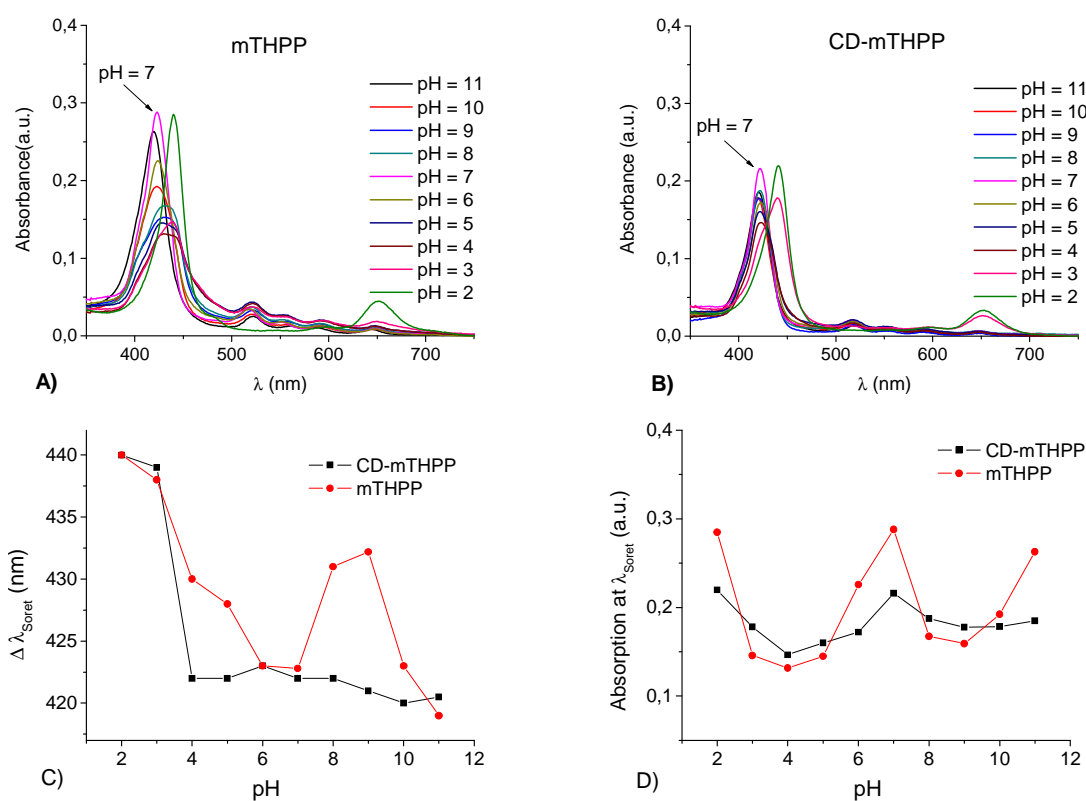 mTHPP
pH = 7
pH = 11
pH = 10
pH = 9
pH = 8
pH = 7
pH = 6
pH = 5
pH = 4
pH = 3
pH = 2
0,4
0,3
0,2
0,1
0,0
Absorbance(a.u.)
400 500 600 700
λ (nm)
A)
CD-mTHPP
pH = 7
pH = 11
pH = 10
pH = 9
pH = 8
pH = 7
pH = 6
pH = 5
pH = 4
pH = 3
pH = 2
0,4
0,3
0,2
0,1
0,0
Absorbance (a.u.)
400 500 600 700
λ (nm)
B)
440
435
430
425
420
Δ λSoret (nm)
CD-mTHPP
mTHPP
2 4 6 8 10 12
pH
C)
0,4
0,3
0,2
0,1
Absorption at λSoret (a.u.)
CD-mTHPP
mTHPP
2 4 6 8 10 12
pH
D)